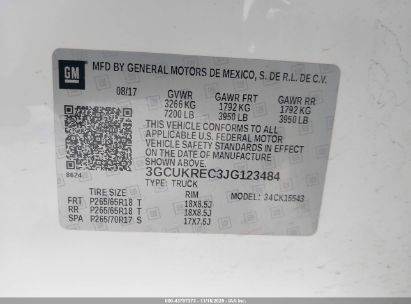 GM
MFD BY GENERAL MOTORS DE MEXICO, S. DE R.L. DE C.V.
08/17 GVWR GAWR FRT GAWR RR
3266 KG 1792 KG 1792 KG
7200 LB 3950 LB 3950 LB
THIS VEHICLE CONFORMS TO ALL
APPLICABLE U.S. FEDERAL MOTOR
VEHICLE SAFETY STANDARDS IN EFFECT
ON THE DATE OF MANUFACTURE SHOWN ABOVE.
8624 3GCUKREC3JG123484
TYPE: TRUCK
TIRE SIZE RIM MODEL: 34CK15543
FRT P265/65R18 T 18X8.5J
RR P265/65R18 T 18X8.5J
SPA P265/70R17 S 17X7.5J